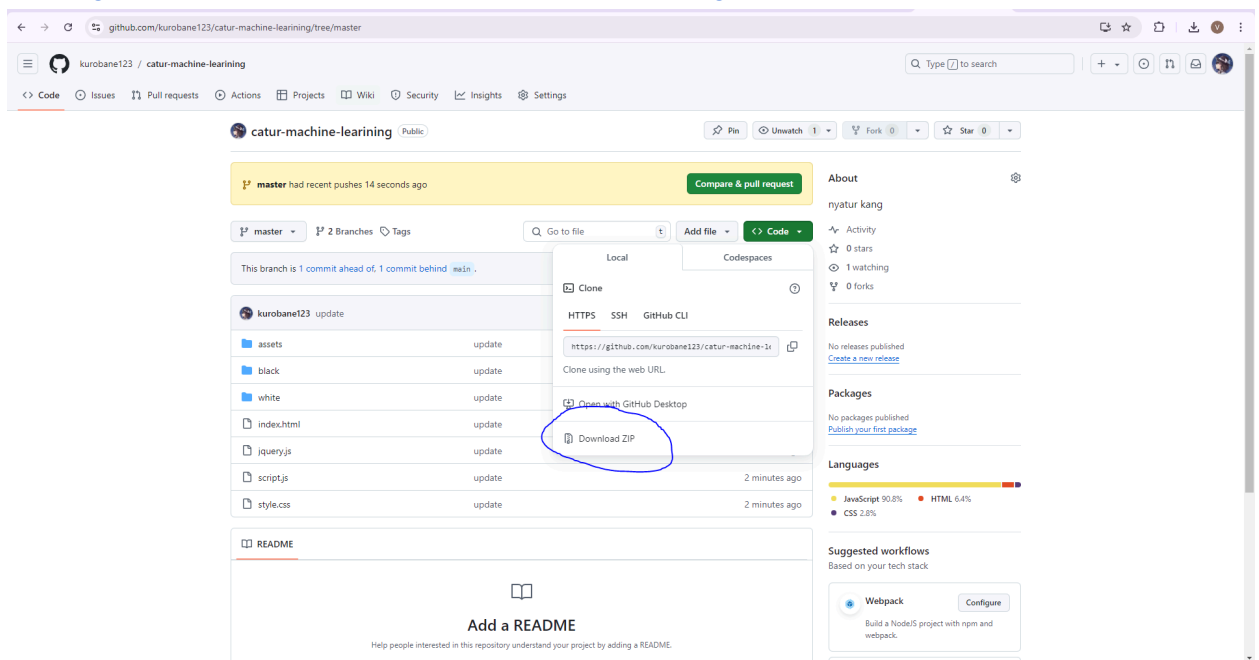 github.com/kurobane123/catur-machine-learining/tree/master
V
kurobane123 / catur-machine-learining
Type / to search
Code Issues Pull requests Actions Projects Wiki Security Insights Settings
catur-machine-learining Public
Pin Unwatch 1 Fork 0 Star 0
master had recent pushes 14 seconds ago
Compare & pull request
master 2 Branches Tags
Go to file t
Add file
<> Code
This branch is 1 commit ahead of, 1 commit behind main .
kurobane123 update
assets update
black update
white update
index.html update
jquery.js update
script.js update 2 minutes ago
style.css update 2 minutes ago
Local Codespaces
Clone
HTTPS SSH GitHub CLI
https://github.com/kurobane123/catur-machine-le
Clone using the web URL.
Open with GitHub Desktop
Download ZIP
README
Add a README
Help people interested in this repository understand your project by adding a README.
About
nyatur kang
Activity
0 stars
1 watching
0 forks
Releases
No releases published
Create a new release
Packages
No packages published
Publish your first package
Languages
JavaScript 90.8% HTML 6.4%
CSS 2.8%
Suggested workflows
Based on your tech stack
Webpack
Configure
Build a NodeJS project with npm and
webpack.